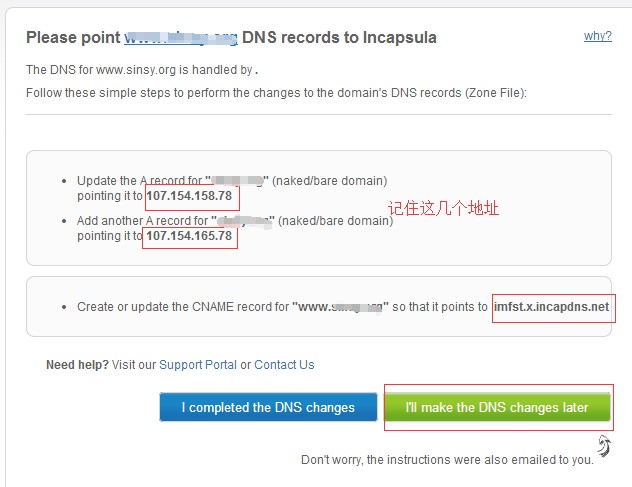 Please point DNS records to Incapsula
why?
The DNS for www.sinsy.org is handled by .
Follow these simple steps to perform the changes to the domain's DNS records (Zone File):
• Update the A record for " " (naked/bare domain)
pointing it to 107.154.158.78
• Add another A record for " " (naked/bare domain)
pointing it to 107.154.165.78
记住这几个地址
• Create or update the CNAME record for "www. " so that it points to imfst.x.incapdns.net
Need help? Visit our Support Portal or Contact Us
I completed the DNS changes
I'll make the DNS changes later
Don't worry, the instructions were also emailed to you.